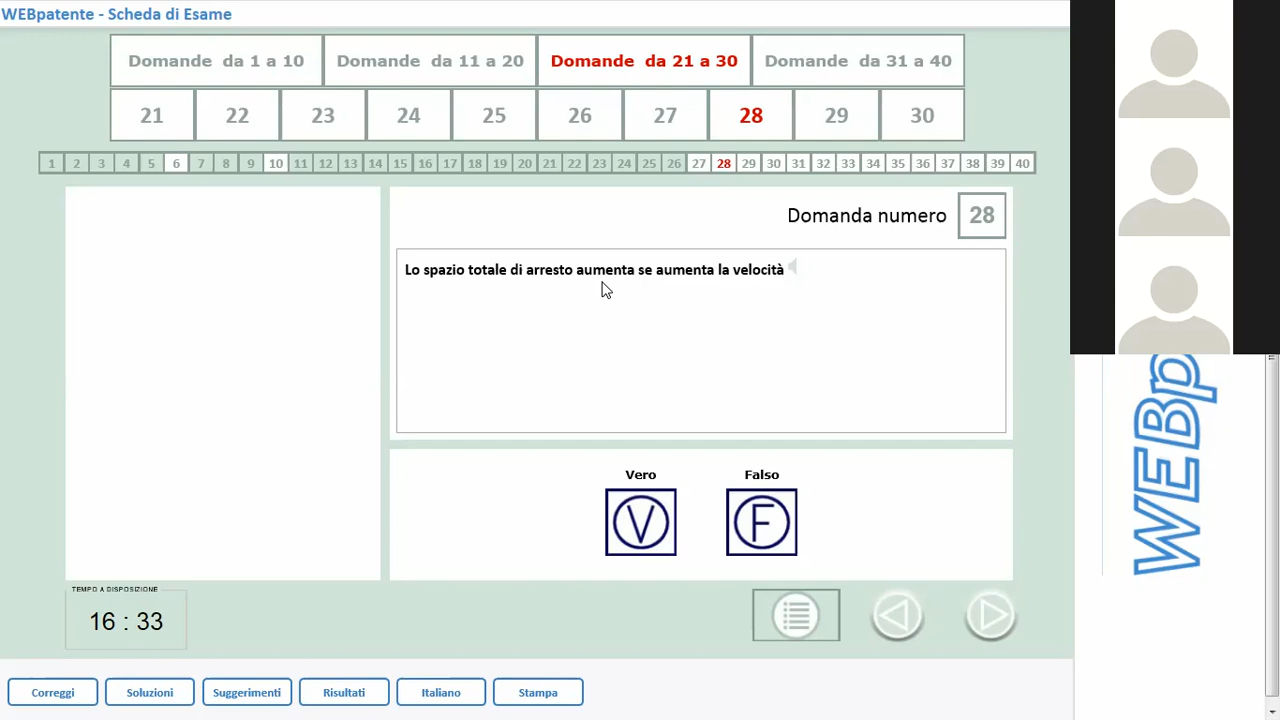 WEBpatente - Scheda di Esame
Domande da 1 a 10 Domande da 11 a 20 Domande da 21 a 30 Domande da 31 a 40
21 22 23 24 25 26 27 28 29 30
1 2 3 4 5 6 7 8 9 10 11 12 13 14 15 16 17 18 19 20 21 22 23 24 25 26 27 28 29 30 31 32 33 34 35 36 37 38 39 40
Domanda numero 28
Lo spazio totale di arresto aumenta se aumenta la velocità
Vero Falso
V F
TEMPO A DISPOSIZIONE
16 : 33
Correggi Soluzioni Suggerimenti Risultati Italiano Stampa
WEBp